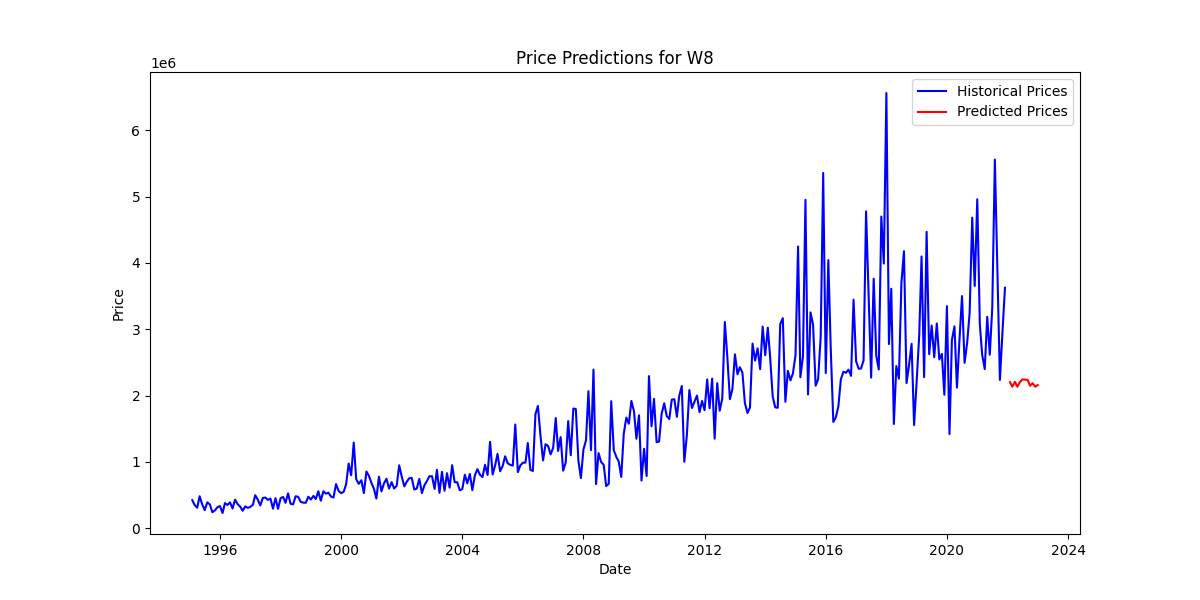 Price Predictions for W8
1e6
Historical Prices
Predicted Prices
6
5
4
3
2
1
0
Price
1996 2000 2004 2008 2012 2016 2020 2024
Date